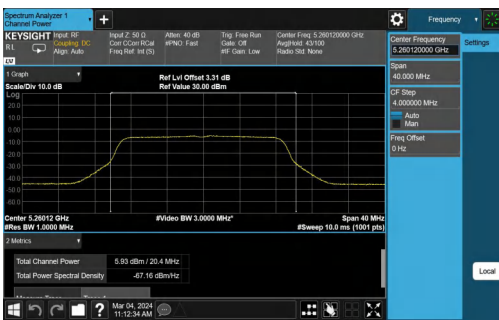 Spectrum Analyzer 1
Channel Power
Frequency
KEYSIGHT
RL
Input: RF
Coupling: DC
Align: Auto
Input Z: 50 Ω
Corr CCorr RCal
Freq Ref: Int (S)
Atten: 40 dB
#PNO: Fast
Trig: Free Run
Gate: Off
#IF Gain: Low
Center Freq: 5.260120000 GHz
Avg|Hold: 43/100
Radio Std: None
Center Frequency
5.260120000 GHz
Settings
Span
40.000 MHz
CF Step
4.000000 MHz
Auto
Man
Freq Offset
0 Hz
Local
1 Graph
Scale/Div 10.0 dB
Ref Lvl Offset 3.31 dB
Ref Value 30.00 dBm
Log
20.0
10.0
0.00
-10.0
-20.0
-30.0
-40.0
-50.0
-60.0
Center 5.26012 GHz
#Res BW 1.0000 MHz
#Video BW 3.0000 MHz*
Span 40 MHz
#Sweep 10.0 ms (1001 pts)
2 Metrics
Total Channel Power
5.93 dBm / 20.4 MHz
Total Power Spectral Density
-67.16 dBm/Hz
?
Mar 04, 2024
11:12:34 AM